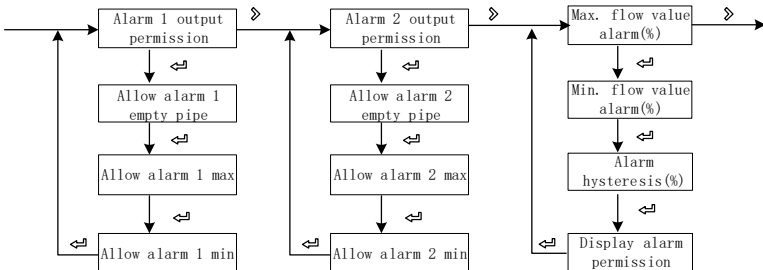 Alarm 1 output
permission
Allow alarm 1
empty pipe
Allow alarm 1 max
Allow alarm 1 min
Alarm 2 output
permission
Allow alarm 2
empty pipe
Allow alarm 2 max
Allow alarm 2 min
Max. flow value
alarm(%)
Min. flow value
alarm(%)
Alarm
hysteresis(%)
Display alarm
permission